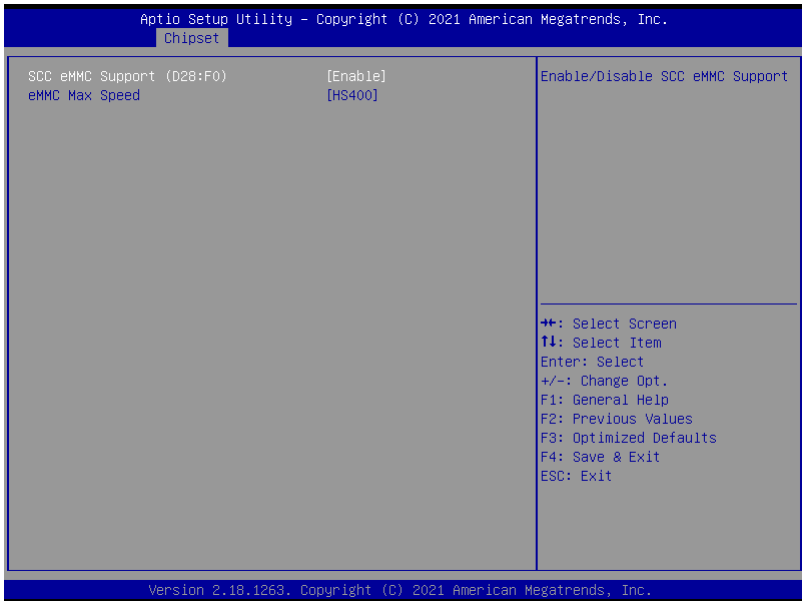 Aptio Setup Utility – Copyright (C) 2021 American Megatrends, Inc.
Chipset
SCC eMMC Support (D28:F0) [Enable]
eMMC Max Speed [HS400]
Enable/Disable SCC eMMC Support
→←: Select Screen
↑↓: Select Item
Enter: Select
+/-: Change Opt.
F1: General Help
F2: Previous Values
F3: Optimized Defaults
F4: Save & Exit
ESC: Exit
Version 2.18.1263. Copyright (C) 2021 American Megatrends, Inc.